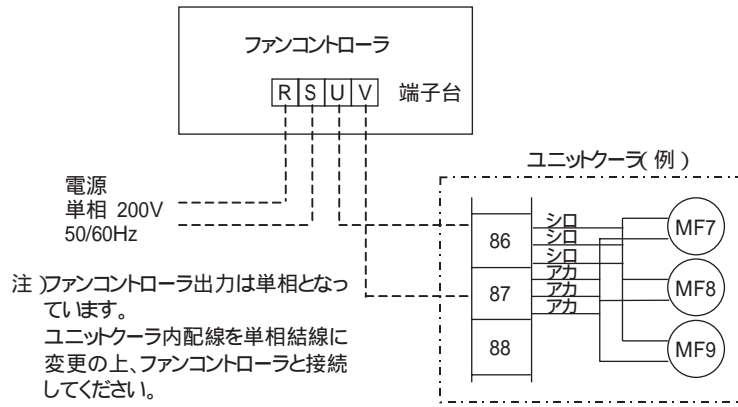 ファンコントローラ
R S U V 端子台
電源
単相 200V
50/60Hz
注)ファンコントローラ出力は単相となっ
ています。
ユニットクーラ内配線を単相結線に
変更の上、ファンコントローラと接続
してください。
ユニットクーラ(例)
86
87
88
シロ
シロ
シロ
アカ
アカ
アカ
MF7
MF8
MF9